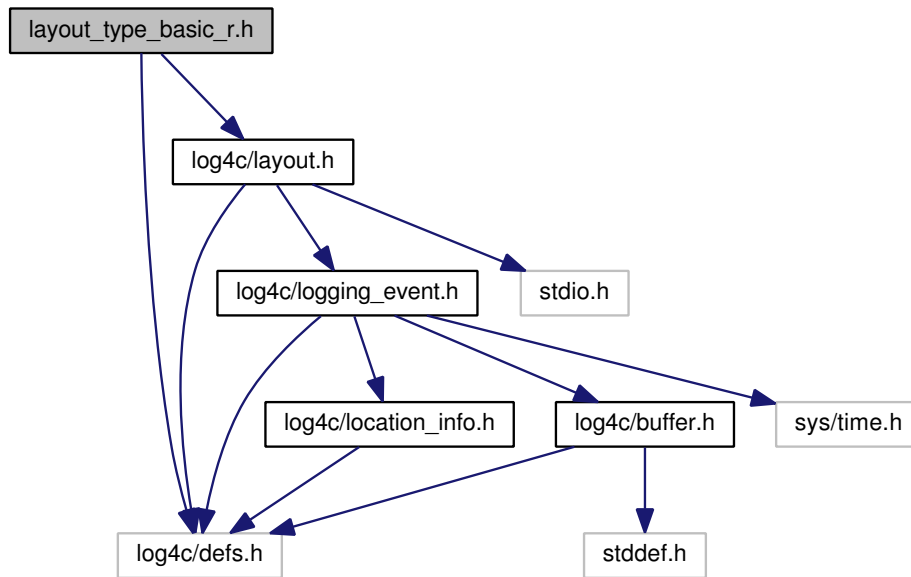 layout_type_basic_r.h
log4c/layout.h
log4c/logging_event.h
stdio.h
log4c/location_info.h
log4c/buffer.h
sys/time.h
log4c/defs.h
stddef.h